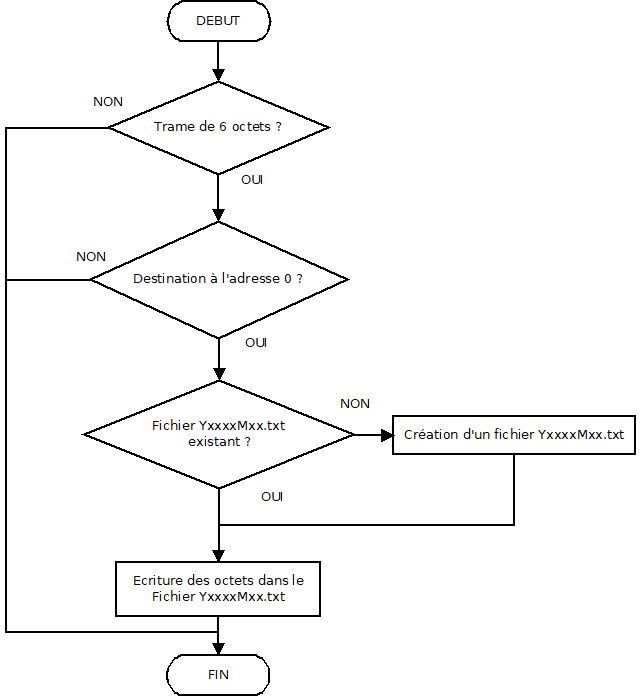 DEBUT
NON
Trame de 6 octets ?
OUI
NON
Destination à l'adresse 0 ?
OUI
NON
Fichier YxxxxMxx.txt
existant ?
Création d'un fichier YxxxxMxx.txt
OUI
Ecriture des octets dans le
Fichier YxxxxMxx.txt
FIN